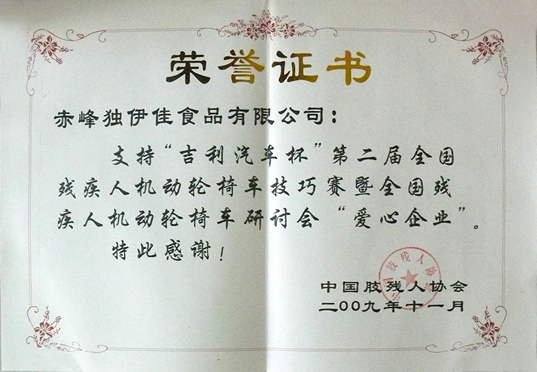 荣誉证书
赤峰独伊佳食品有限公司：
支持“吉利汽车杯”第二届全国
残疾人机动轮椅车技巧赛暨全国残
疾人机动轮椅车研讨会“爱心企业”。
特此感谢！
中国肢残人协会
二00九年十一月